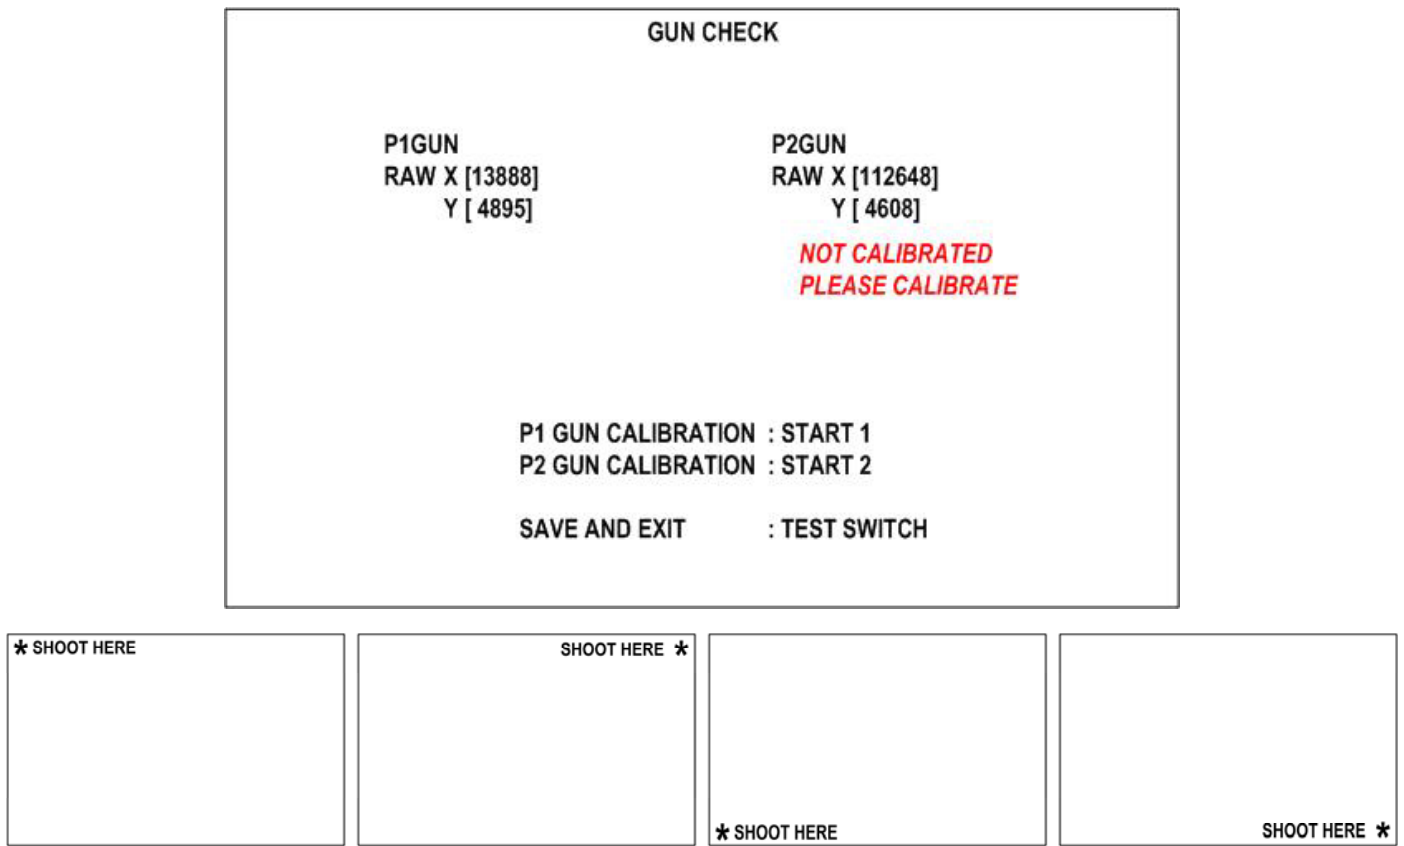 GUN CHECK
P1GUN
RAW X [13888]
Y [ 4895]
P2GUN
RAW X [112648]
Y [ 4608]
NOT CALIBRATED
PLEASE CALIBRATE
P1 GUN CALIBRATION : START 1
P2 GUN CALIBRATION : START 2
SAVE AND EXIT : TEST SWITCH
* SHOOT HERE
SHOOT HERE *
* SHOOT HERE
SHOOT HERE *